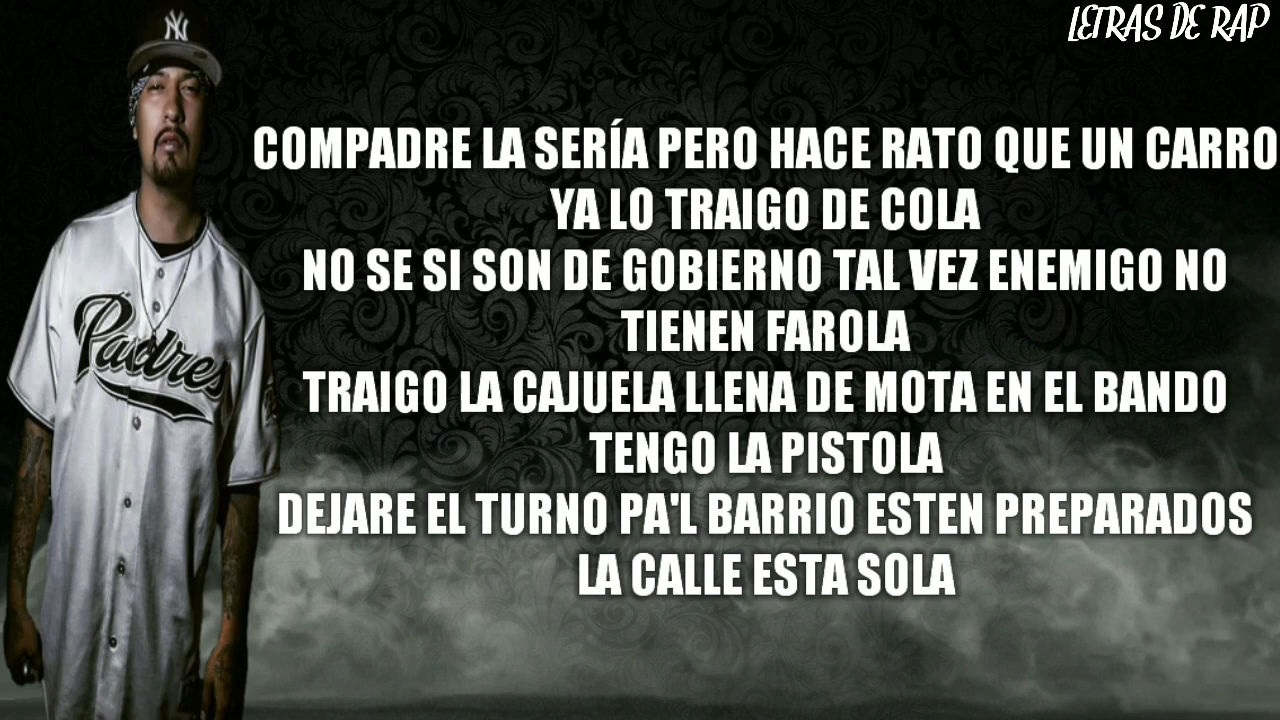 LETRAS DE RAP
NY
Padres
COMPADRE LA SERÍA PERO HACE RATO QUE UN CARRO
YA LO TRAIGO DE COLA
NO SE SI SON DE GOBIERNO TAL VEZ ENEMIGO NO
TIENEN FAROLA
TRAIGO LA CAJUELA LLENA DE MOTA EN EL BANDO
TENGO LA PISTOLA
DEJARE EL TURNO PA'L BARRIO ESTEN PREPARADOS
LA CALLE ESTA SOLA